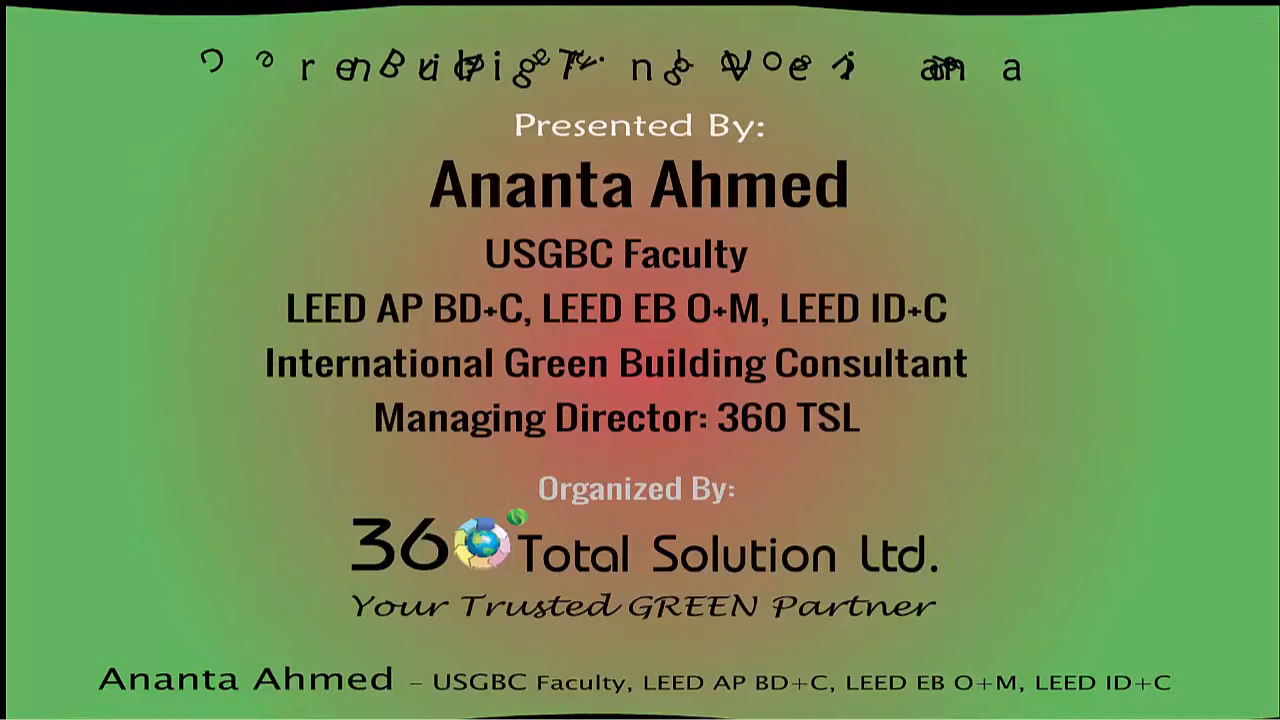 Presented By:
Ananta Ahmed
USGBC Faculty
LEED AP BD+C, LEED EB O+M, LEED ID+C
International Green Building Consultant
Managing Director: 360 TSL
Organized By:
360 Total Solution Ltd.
Your Trusted GREEN Partner
Ananta Ahmed – USGBC Faculty, LEED AP BD+C, LEED EB O+M, LEED ID+C